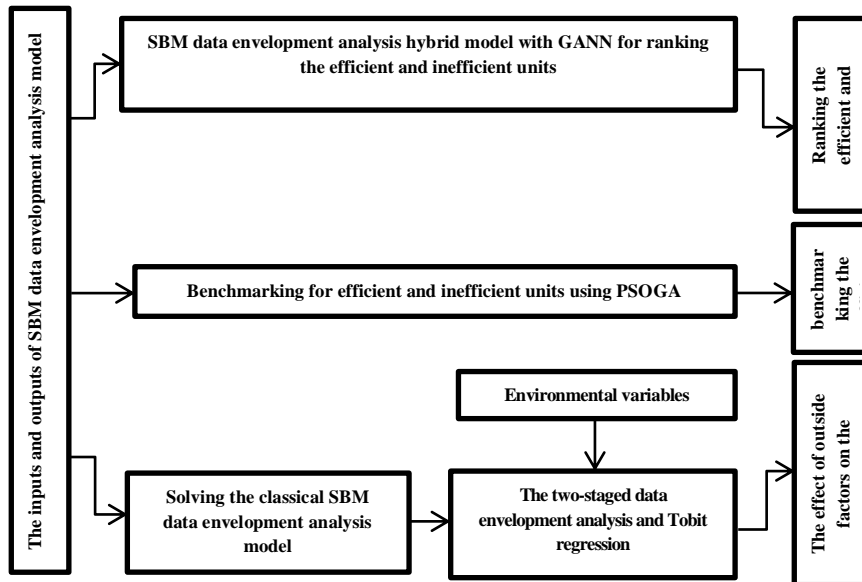 The inputs and outputs of SBM data envelopment analysis model
SBM data envelopment analysis hybrid model with GANN for ranking
the efficient and inefficient units
Ranking the
efficient and
Benchmarking for efficient and inefficient units using PSOGA
benchmar
king the
Environmental variables
Solving the classical SBM
data envelopment analysis
model
The two-staged data
envelopment analysis and Tobit
regression
The effect of outside
factors on the